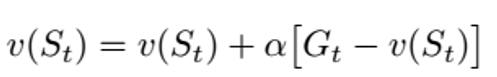 v(S_t) = v(S_t) + α[G_t − v(S_t)]